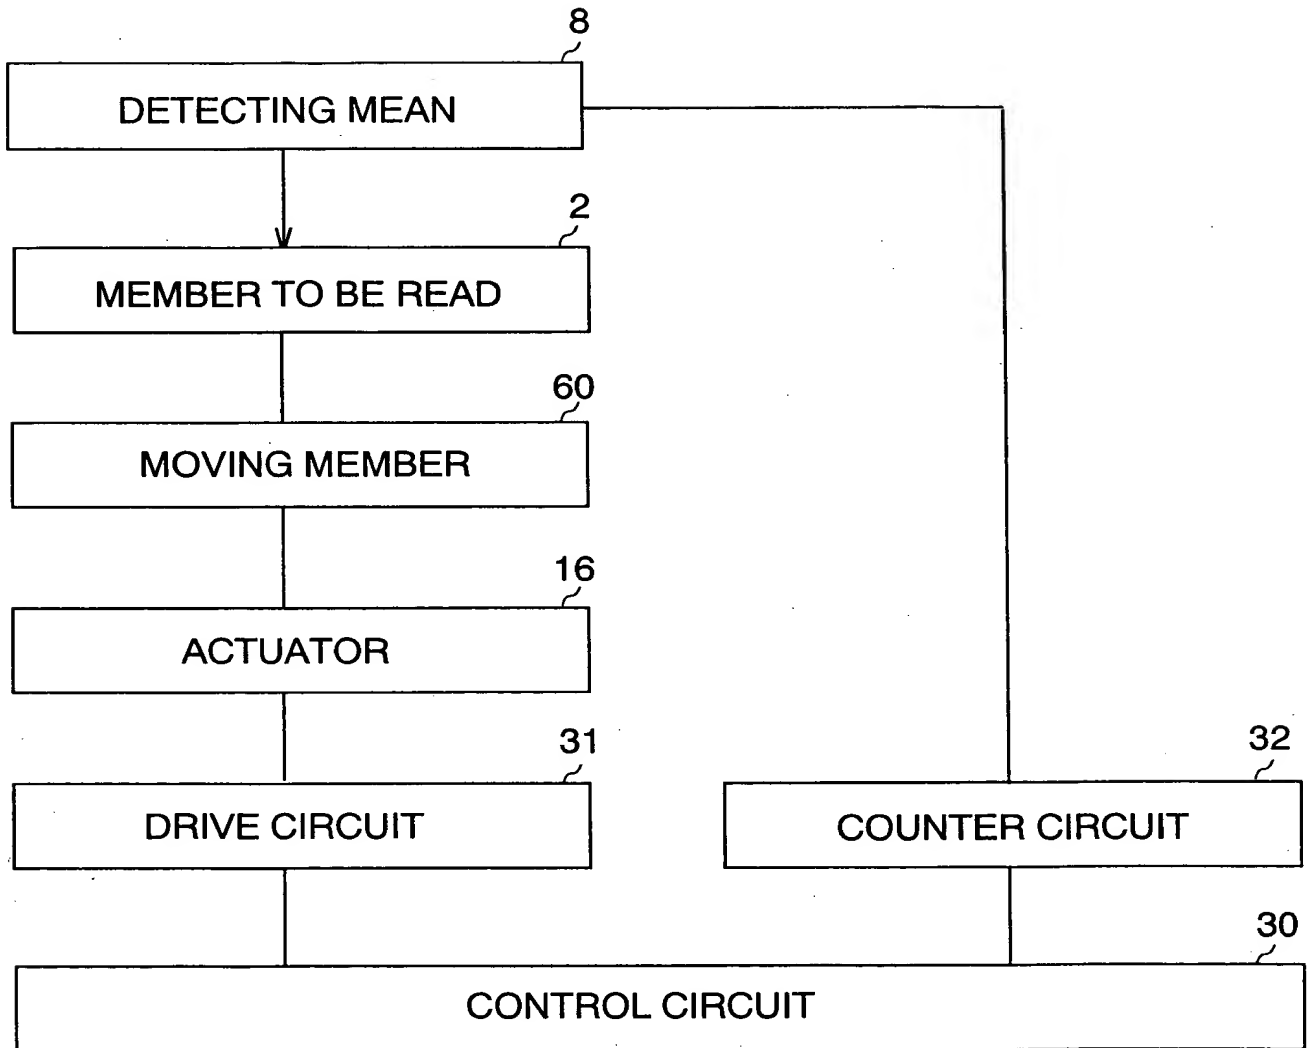 8
DETECTING MEAN
2
MEMBER TO BE READ
60
MOVING MEMBER
16
ACTUATOR
31
DRIVE CIRCUIT
32
COUNTER CIRCUIT
30
CONTROL CIRCUIT